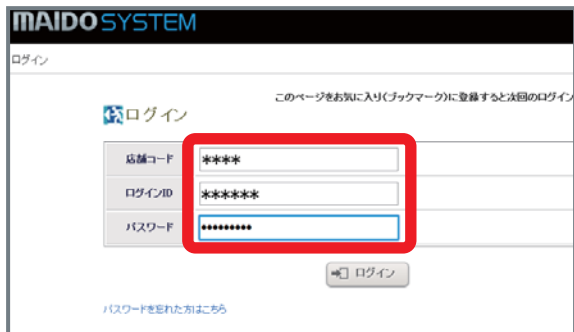 MAIDO SYSTEM
ログイン
このページをお気に入り(ブックマーク)に登録すると次回のログイン
ログイン
店舗コード ****
ログインID ******
パスワード •••••••••
ログイン
パスワードを忘れた方はこちら